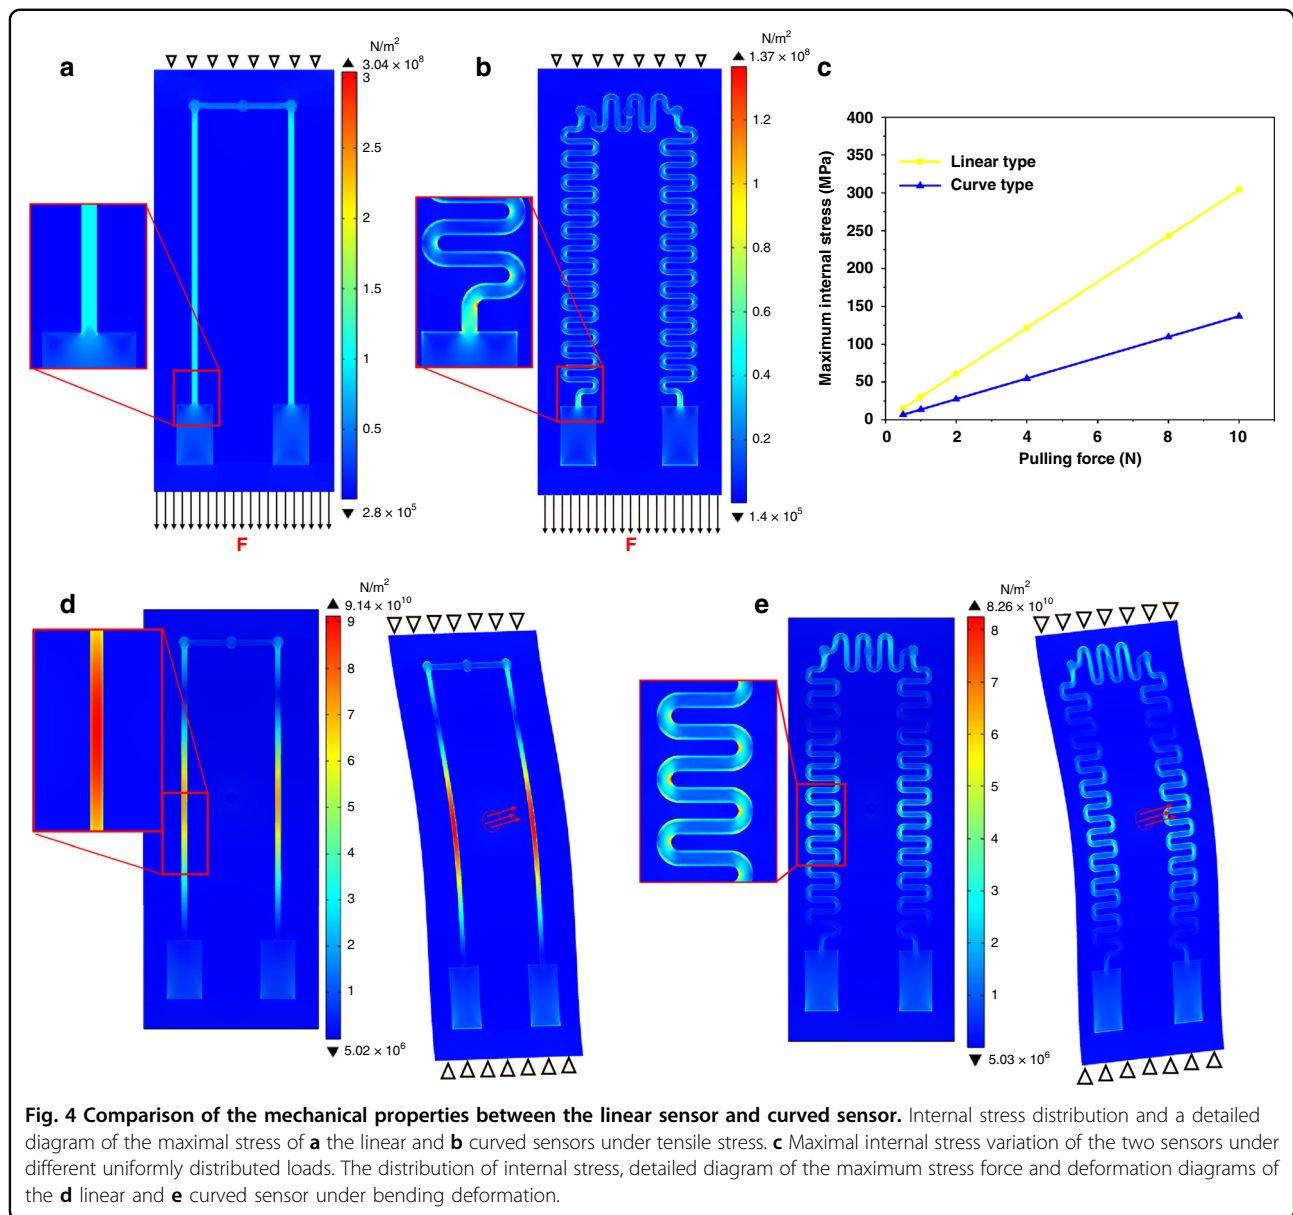 a
N/m²
▲ 3.04 × 10⁸
3
2.5
2
1.5
1
0.5
▼ 2.8 × 10⁵
F
b
N/m²
▲ 1.37 × 10⁸
1.2
1
0.8
0.6
0.4
0.2
▼ 1.4 × 10⁵
F
c
Maximum internal stress (MPa)
400
350
300
250
200
150
100
50
0
Linear type
Curve type
0 2 4 6 8 10
Pulling force (N)
d
N/m²
▲ 9.14 × 10¹⁰
9
8
7
6
5
4
3
2
1
▼ 5.02 × 10⁶
e
N/m²
▲ 8.26 × 10¹⁰
8
7
6
5
4
3
2
1
▼ 5.03 × 10⁶
Fig. 4 Comparison of the mechanical properties between the linear sensor and curved sensor. Internal stress distribution and a detailed
diagram of the maximal stress of a the linear and b curved sensors under tensile stress. c Maximal internal stress variation of the two sensors under
different uniformly distributed loads. The distribution of internal stress, detailed diagram of the maximum stress force and deformation diagrams of
the d linear and e curved sensor under bending deformation.